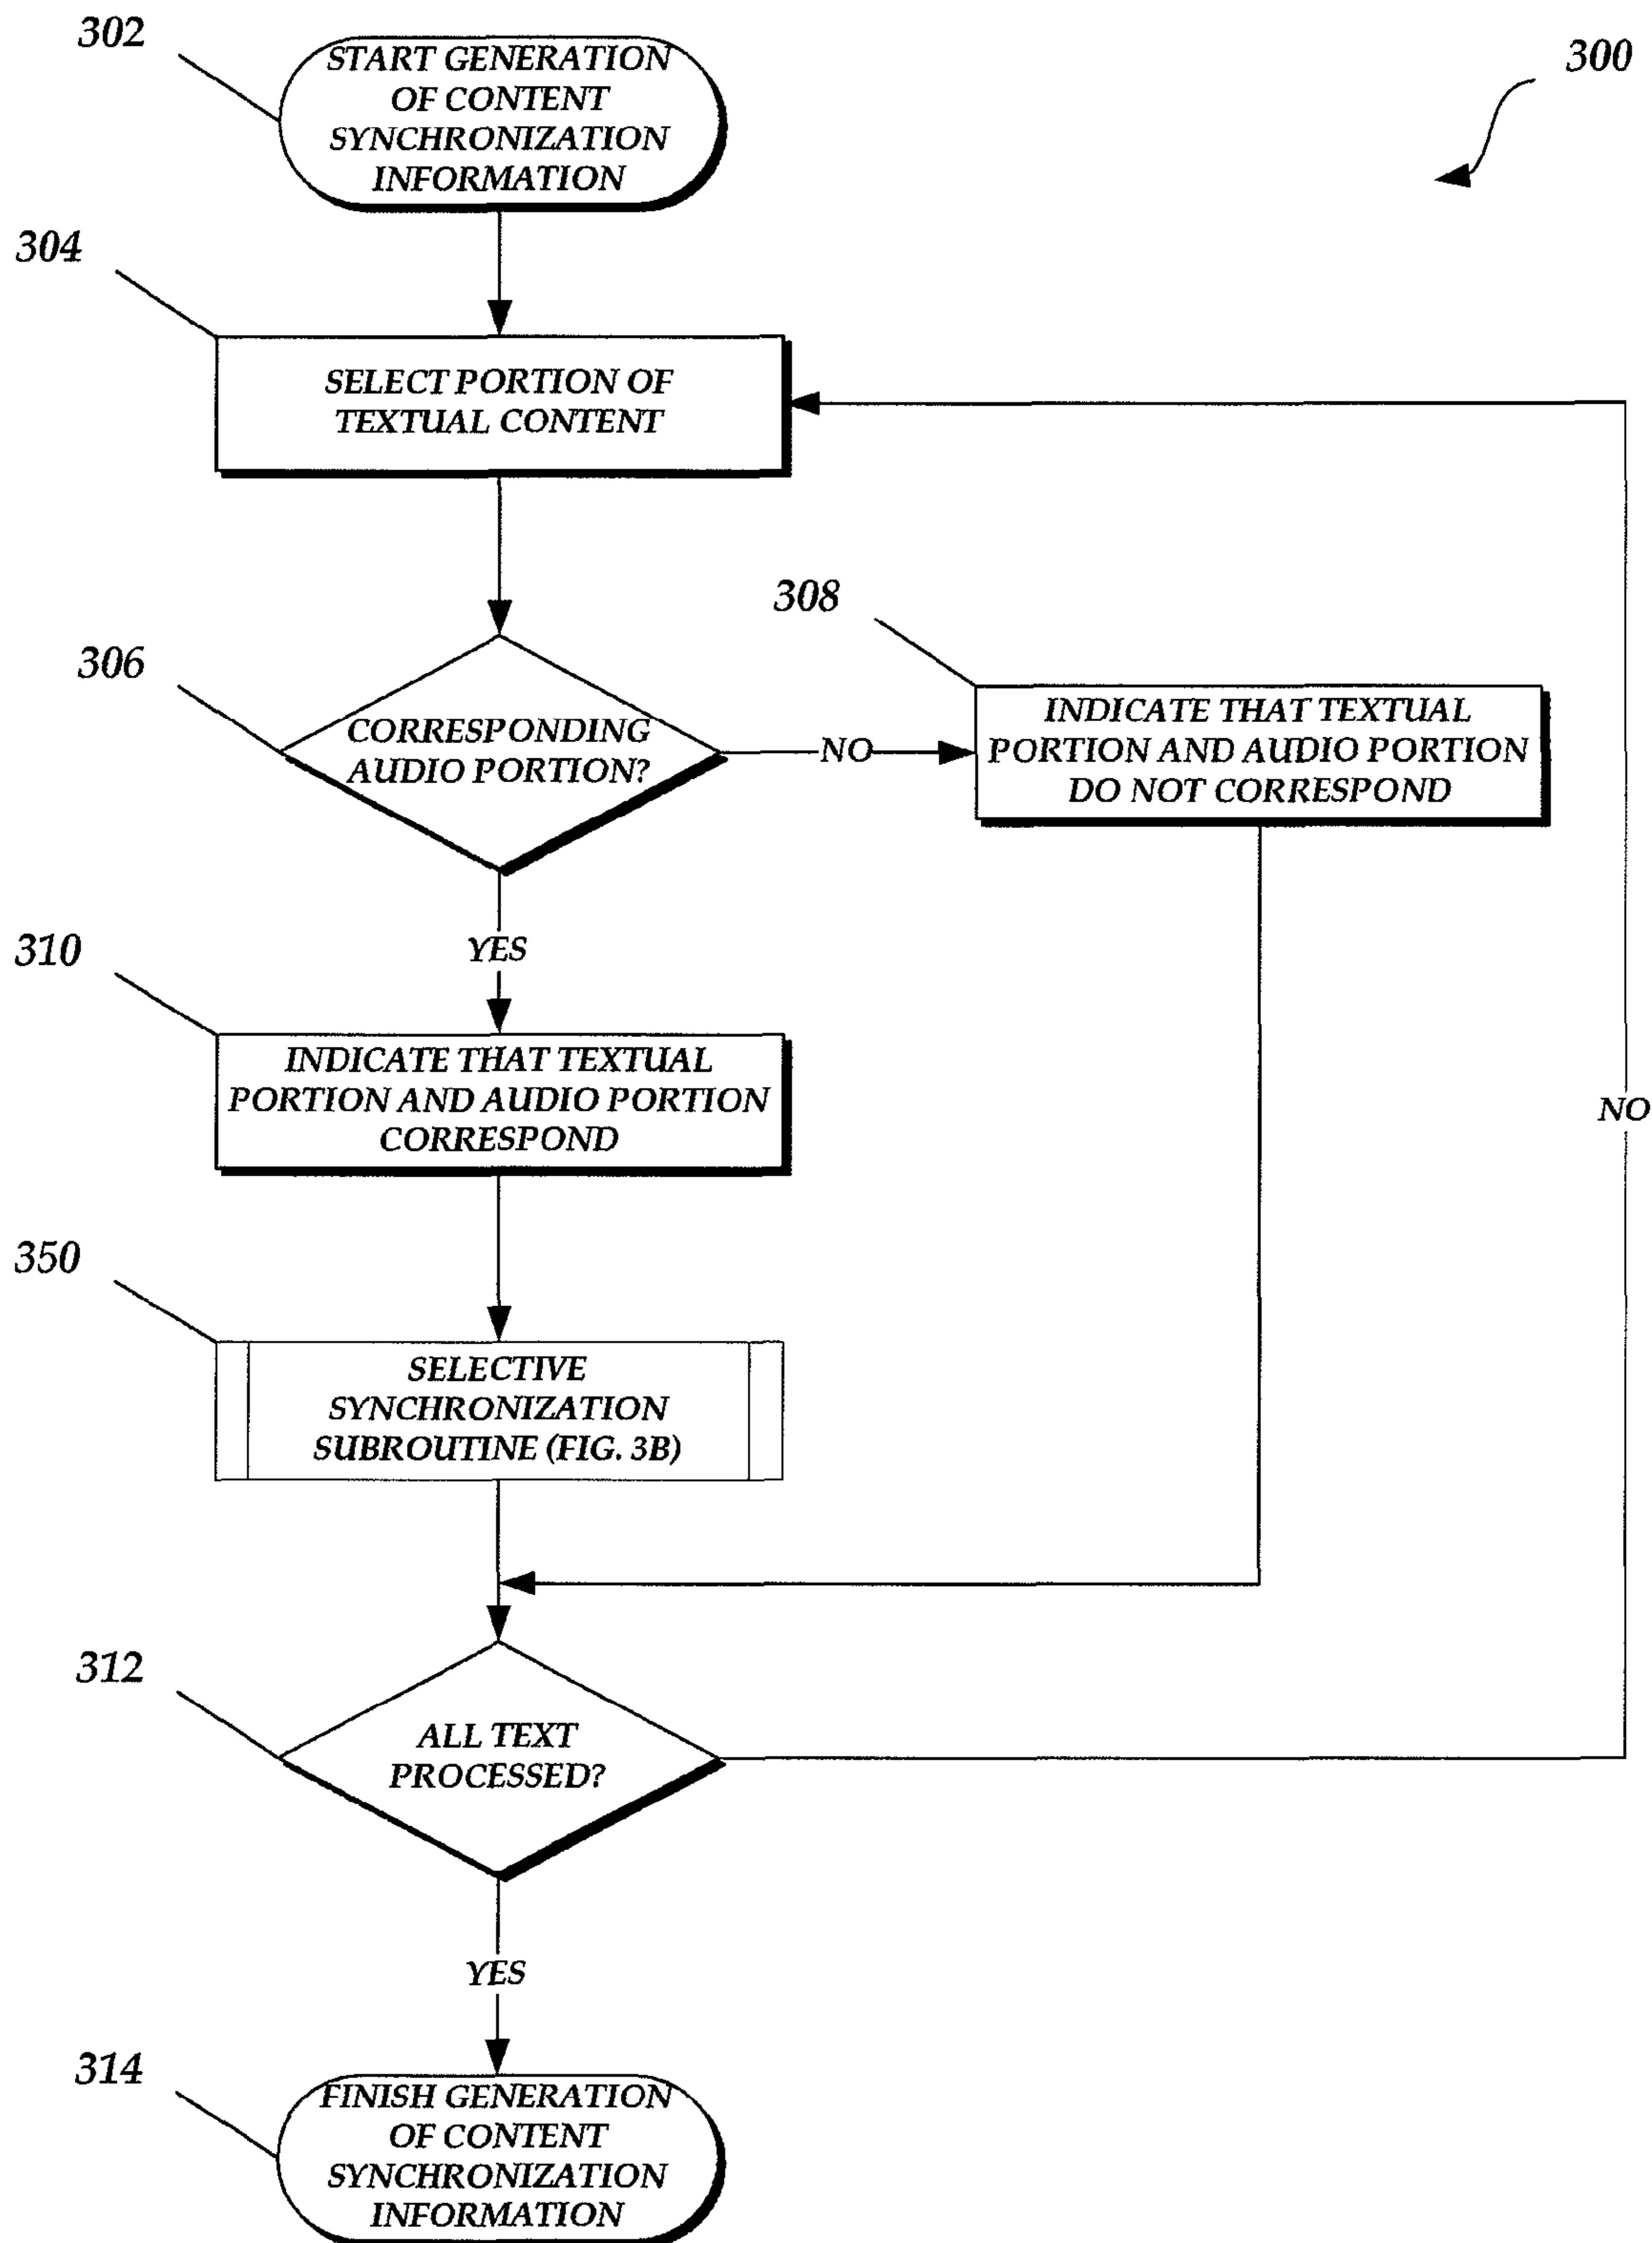 302
START GENERATION
OF CONTENT
SYNCHRONIZATION
INFORMATION
300
304
SELECT PORTION OF
TEXTUAL CONTENT
306
CORRESPONDING
AUDIO PORTION?
NO
308
INDICATE THAT TEXTUAL
PORTION AND AUDIO PORTION
DO NOT CORRESPOND
YES
310
INDICATE THAT TEXTUAL
PORTION AND AUDIO PORTION
CORRESPOND
NO
350
SELECTIVE
SYNCHRONIZATION
SUBROUTINE (FIG. 3B)
312
ALL TEXT
PROCESSED?
YES
314
FINISH GENERATION
OF CONTENT
SYNCHRONIZATION
INFORMATION